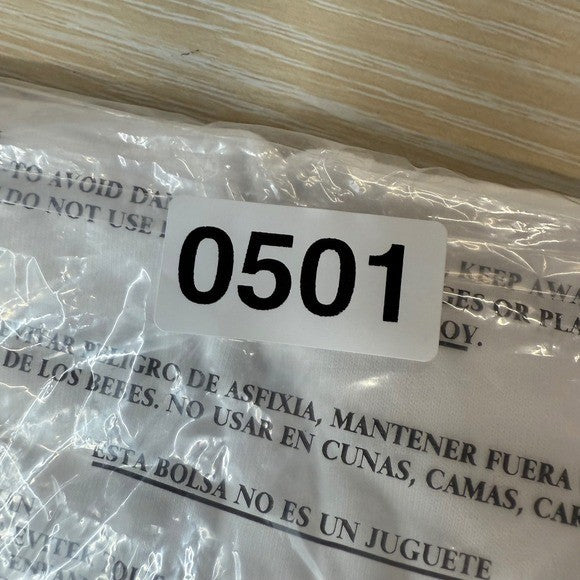 0501
TO AVOID DA
DO NOT USE
KEEP AWA
GES OR PLA
OY.
PELIGRO DE ASFIXIA, MANTENER FUERA
DE LOS BEBES. NO USAR EN CUNAS, CAMAS, CAR
ESTA BOLSA NO ES UN JUGUETE